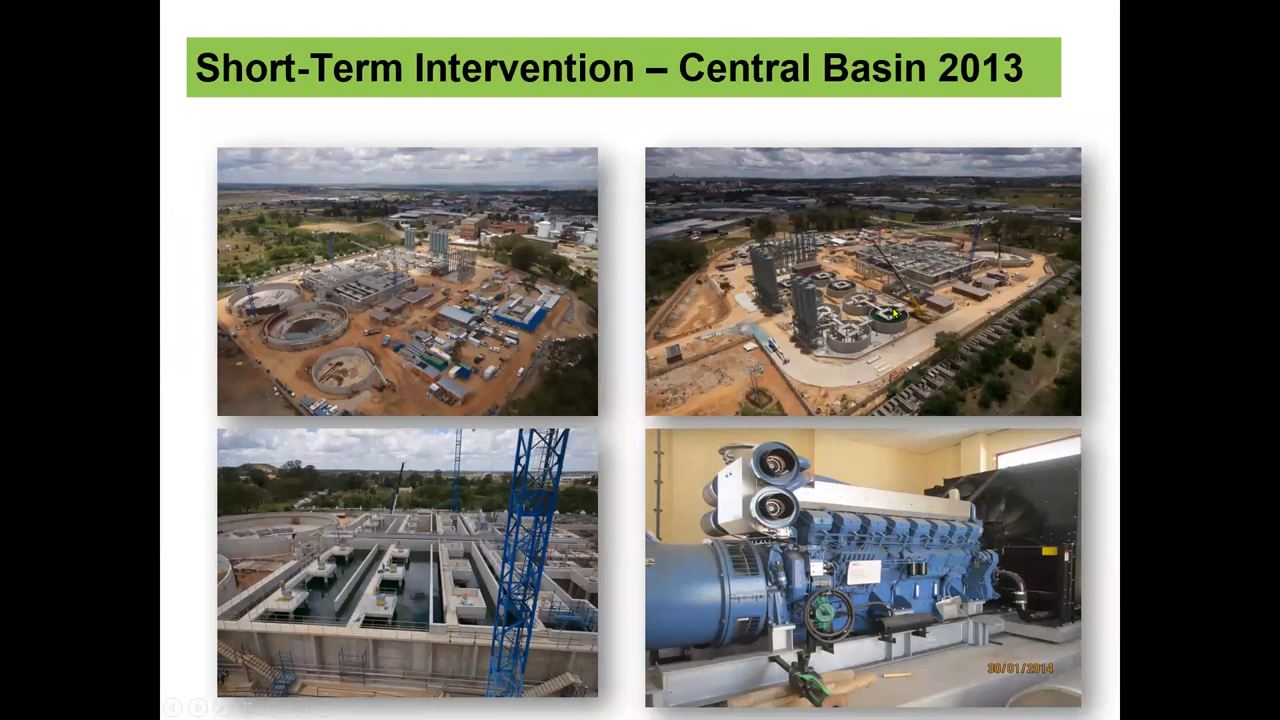 Short-Term Intervention – Central Basin 2013
30/01/2014